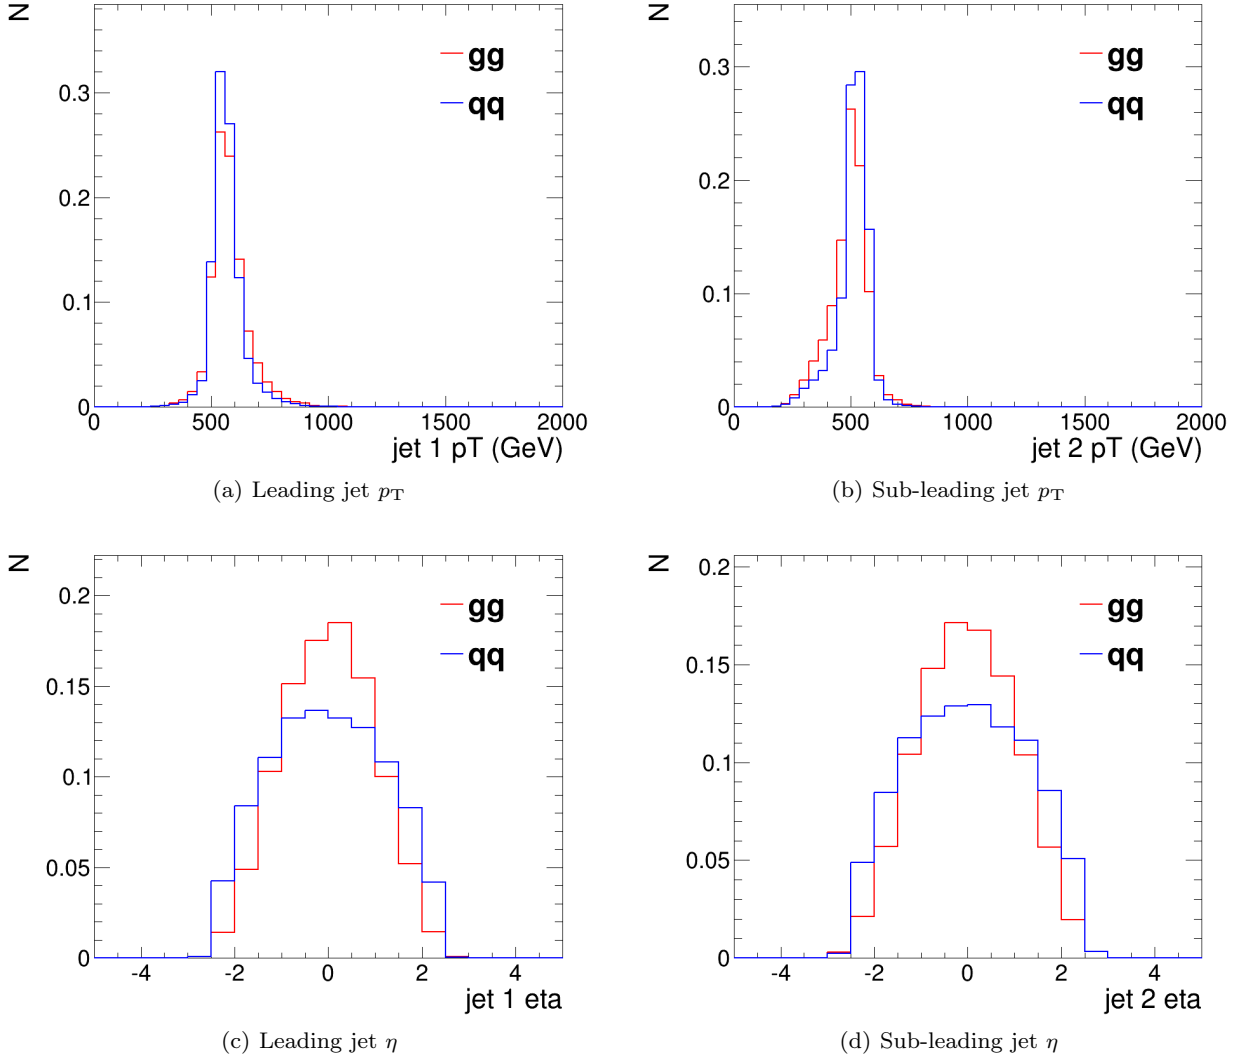 N
gg
qq
0.3
0.2
0.1
0
0 500 1000 1500 2000
jet 1 pT (GeV)
(a) Leading jet pT
N
gg
qq
0.3
0.2
0.1
0
0 500 1000 1500 2000
jet 2 pT (GeV)
(b) Sub-leading jet pT
N
gg
qq
0.2
0.15
0.1
0.05
0
-4 -2 0 2 4
jet 1 eta
(c) Leading jet η
N
gg
qq
0.2
0.15
0.1
0.05
0
-4 -2 0 2 4
jet 2 eta
(d) Sub-leading jet η